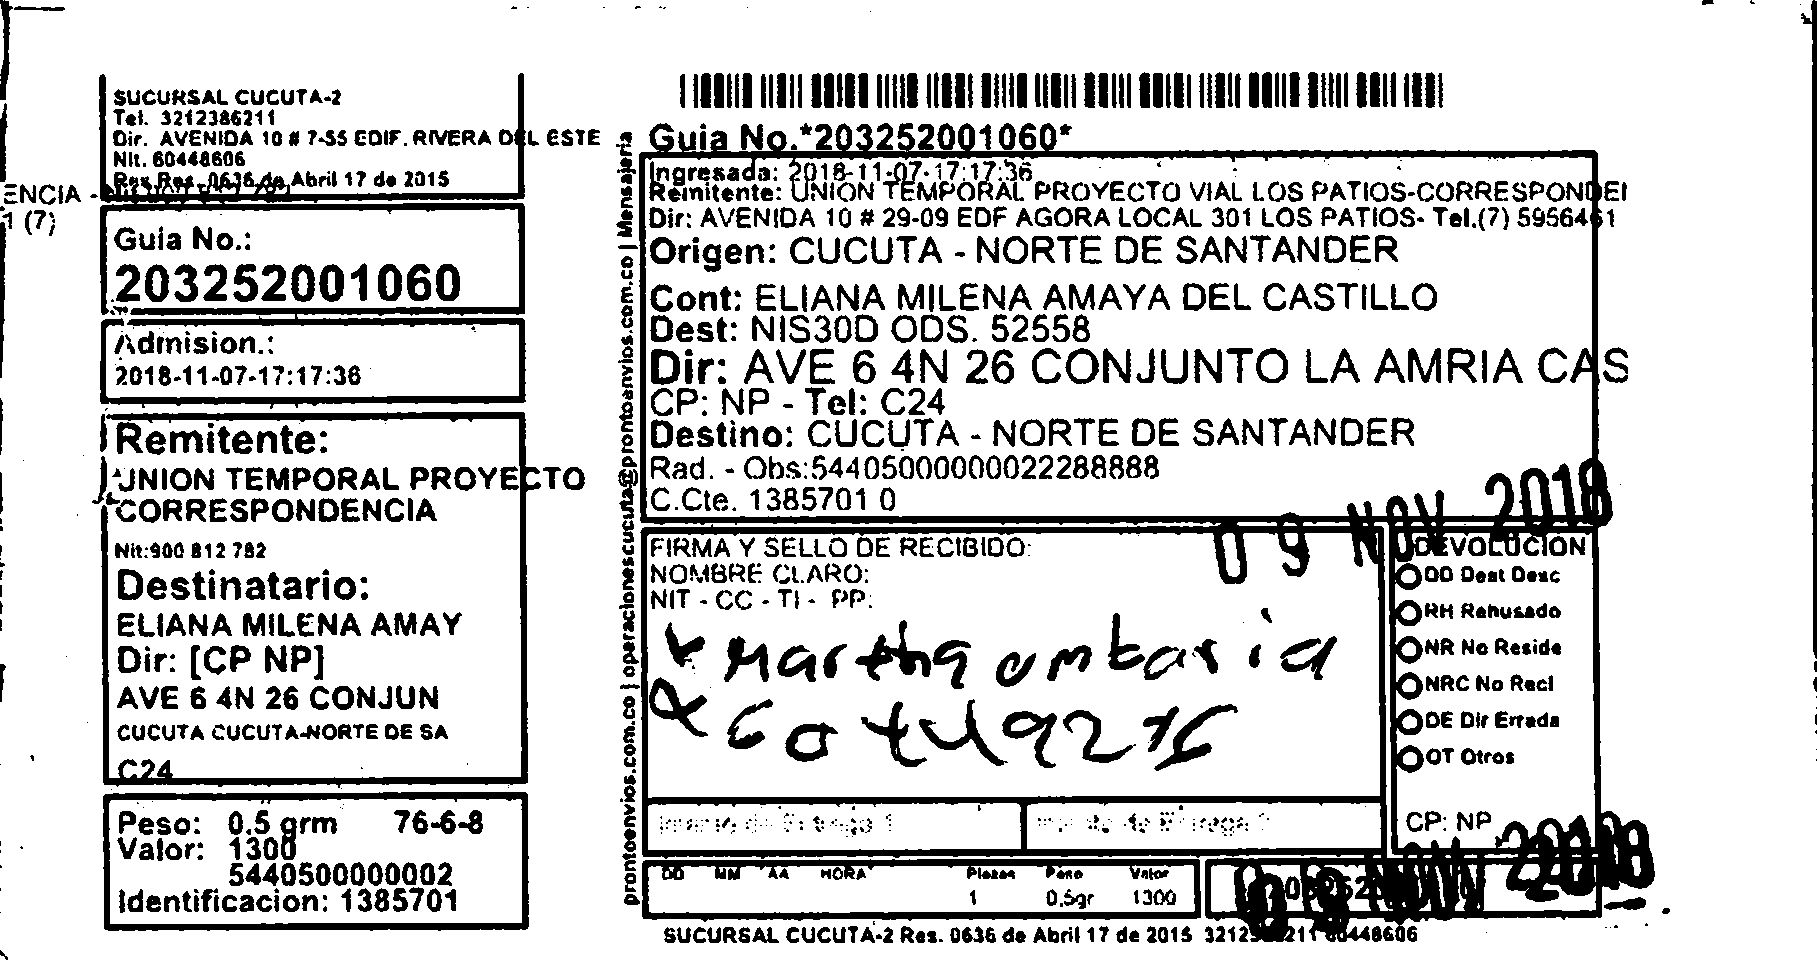 SUCURSAL CUCUTA-2
Tel. 3212386211
Dir. AVENIDA 10 # 7-55 EDIF. RIVERA DEL ESTE
Nit. 60448606
Res. 0636 de Abril 17 de 2015
ENCIA -
1 (7)
Guia No.:
203252001060
Admision.:
2018-11-07-17:17:36
Remitente:
UNION TEMPORAL PROYECTO
CORRESPONDENCIA
Nit:900 812 782
Destinatario:
ELIANA MILENA AMAY
Dir: [CP NP]
AVE 6 4N 26 CONJUN
CUCUTA CUCUTA-NORTE DE SA
C24
Peso: 0.5 grm 76-6-8
Valor: 1300
5440500000002
Identificacion: 1385701
prontoenvios.com.co | operacionescucuta@prontoanvios.com.co | Mensajeria
Guia No.*203252001060*
Ingresada: 2018-11-07-17:17:36
Remitente: UNION TEMPORAL PROYECTO VIAL LOS PATIOS-CORRESPONDEI
Dir: AVENIDA 10 # 29-09 EDF AGORA LOCAL 301 LOS PATIOS- Tel.(7) 5956461
Origen: CUCUTA - NORTE DE SANTANDER
Cont: ELIANA MILENA AMAYA DEL CASTILLO
Dest: NIS30D ODS. 52558
Dir: AVE 6 4N 26 CONJUNTO LA AMRIA CAS
CP: NP - Tel: C24
Destino: CUCUTA - NORTE DE SANTANDER
Rad. - Obs:54405000000022288888
C.Cte. 1385701 0
09 NOV 2018
FIRMA Y SELLO DE RECIBIDO:
NOMBRE CLARO:
NIT - CC - TI - PP:
Martha
DEVOLUCION
DD Dest Desc
RH Rehusado
NR No Reside
NRC No Recl
DE Dir Errada
OT Otros
CP: NP
DD MM AA HORA Piezas Peso Valor
1 0,5gr 1300
09 NOV 2018
SUCURSAL CUCUTA-2 Res. 0636 de Abril 17 de 2015